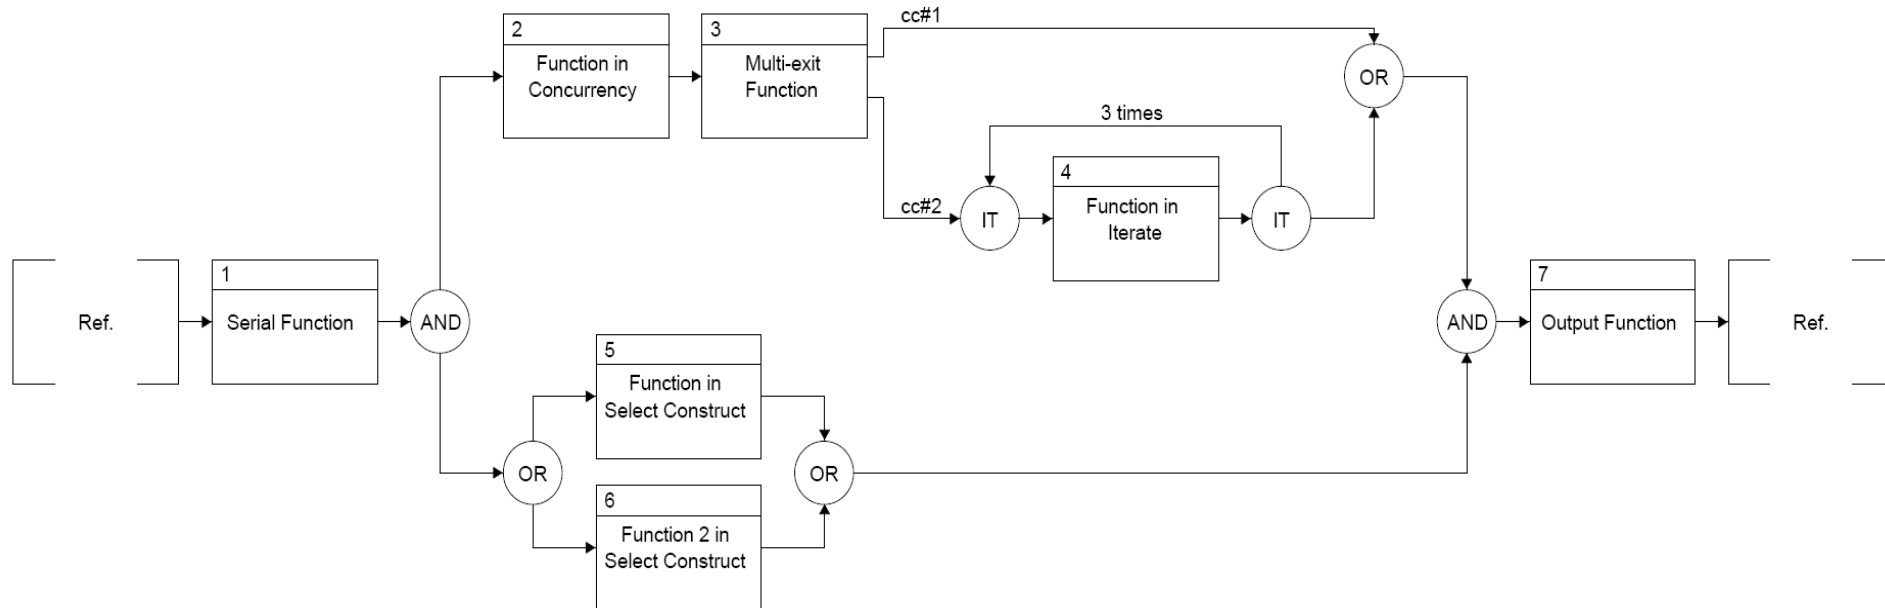 2
Function in
Concurrency
3
Multi-exit
Function
cc#1
OR
3 times
4
Function in
Iterate
cc#2
IT
IT
Ref.
1
Serial Function
AND
5
Function in
Select Construct
OR
OR
6
Function 2 in
Select Construct
AND
7
Output Function
Ref.